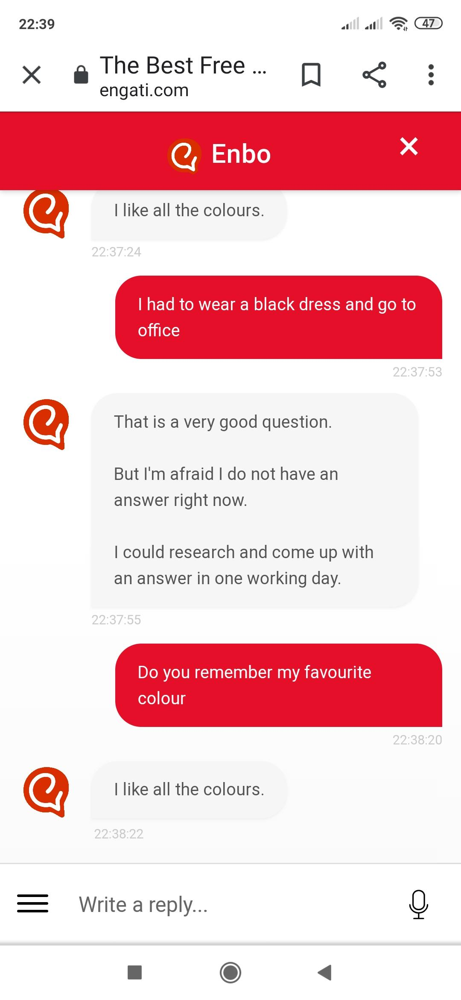 22:39
47
The Best Free ...
engati.com
Enbo
I like all the colours.
22:37:24
I had to wear a black dress and go to
office
22:37:53
That is a very good question.
But I'm afraid I do not have an
answer right now.
I could research and come up with
an answer in one working day.
22:37:55
Do you remember my favourite
colour
22:38:20
I like all the colours.
22:38:22
Write a reply...